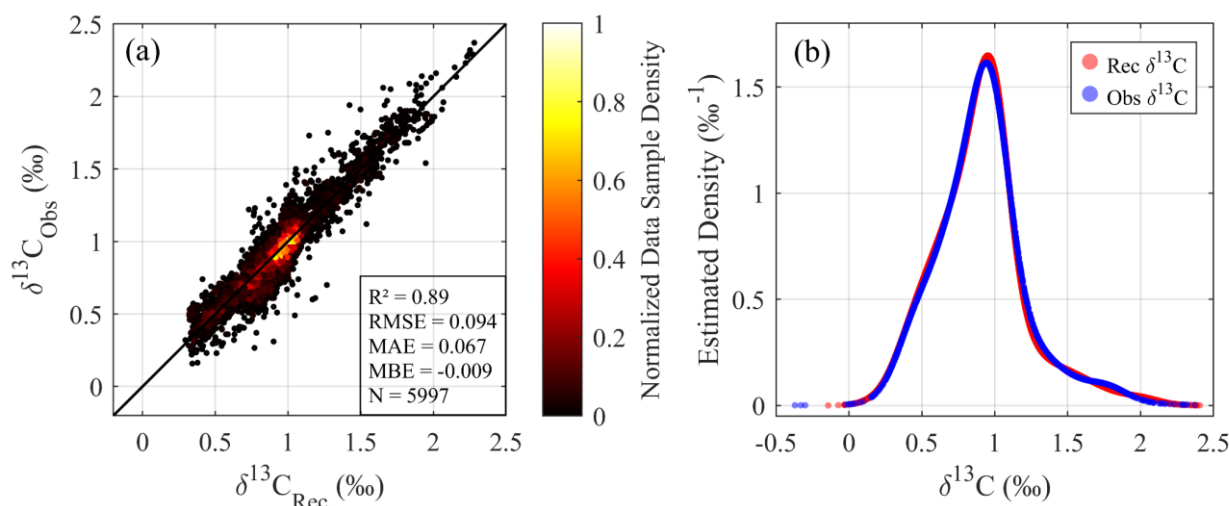 (a)
2.5
2
1.5
1
0.5
0
0
0.5
1
1.5
2
2.5
δ¹³C_Obs (‰)
δ¹³C_Rec (‰)
R² = 0.89
RMSE = 0.094
MAE = 0.067
MBE = -0.009
N = 5997
1
0.8
0.6
0.4
0.2
0
Normalized Data Sample Density
(b)
Rec δ¹³C
Obs δ¹³C
1.5
1
0.5
0
Estimated Density (‰⁻¹)
-0.5
0
0.5
1
1.5
2
2.5
δ¹³C (‰)